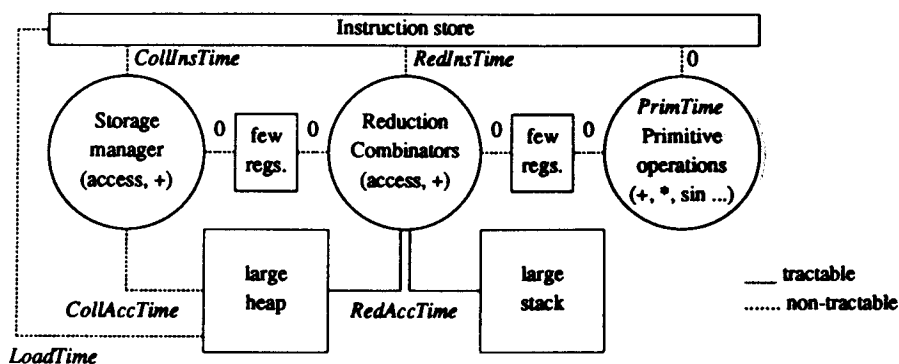 Instruction store
CollInsTime
RedInsTime
0
Storage
manager
(access, +)
0
few
regs.
0
Reduction
Combinators
(access, +)
0
few
regs.
0
PrimTime
Primitive
operations
(+, *, sin ...)
large
heap
large
stack
CollAccTime
RedAccTime
LoadTime
tractable
non-tractable